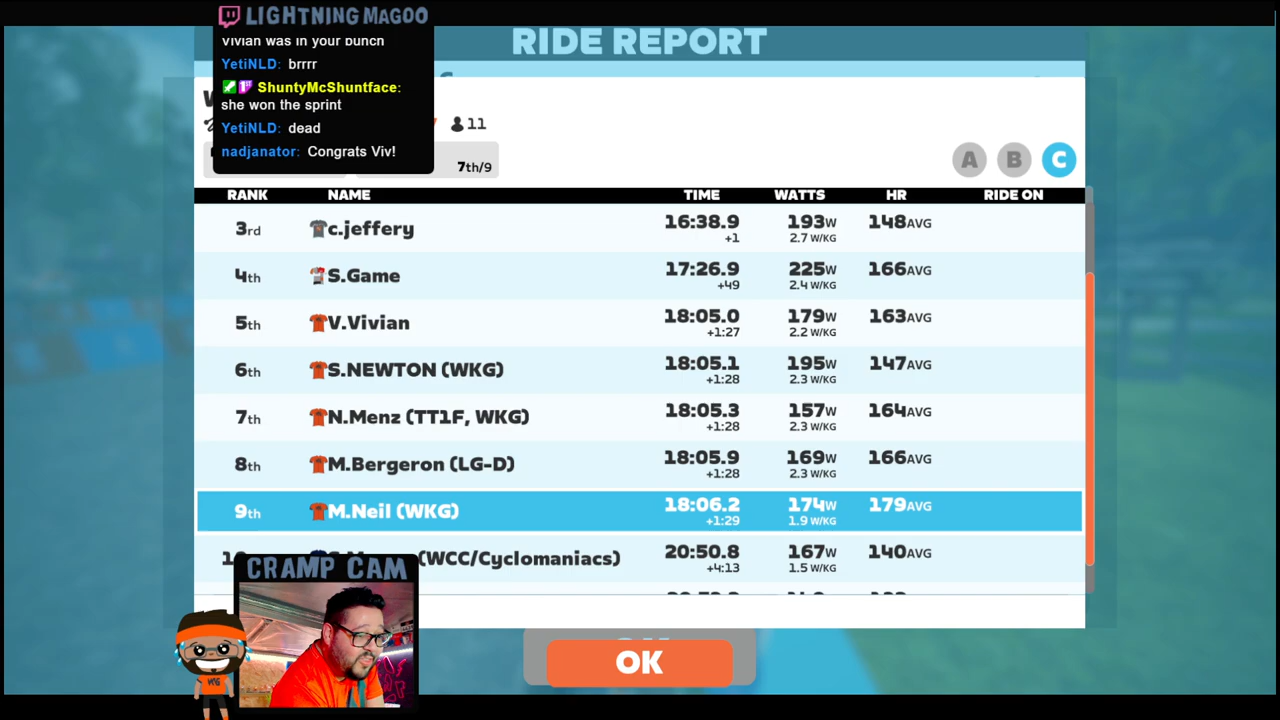 LIGHTNING MAGOO
Vivian was in your bunch
YetiNLD: brrrr
ShuntyMcShuntface:
she won the sprint
YetiNLD: dead
nadjanator: Congrats Viv!
RIDE REPORT
11
7th/9
A B C
RANK NAME TIME WATTS HR RIDE ON
3rd c.jeffery 16:38.9 193W 148AVG
+1 2.7 W/KG
4th S.Game 17:26.9 225W 166AVG
+49 2.4 W/KG
5th V.Vivian 18:05.0 179W 163AVG
+1:27 2.2 W/KG
6th S.NEWTON (WKG) 18:05.1 195W 147AVG
+1:28 2.3 W/KG
7th N.Menz (TT1F, WKG) 18:05.3 157W 164AVG
+1:28 2.3 W/KG
8th M.Bergeron (LG-D) 18:05.9 169W 166AVG
+1:28 2.3 W/KG
9th M.Neil (WKG) 18:06.2 174W 179AVG
+1:29 1.9 W/KG
(WCC/Cyclomaniacs) 20:50.8 167W 140AVG
+4:13 1.5 W/KG
CRAMP CAM
WKG
OK